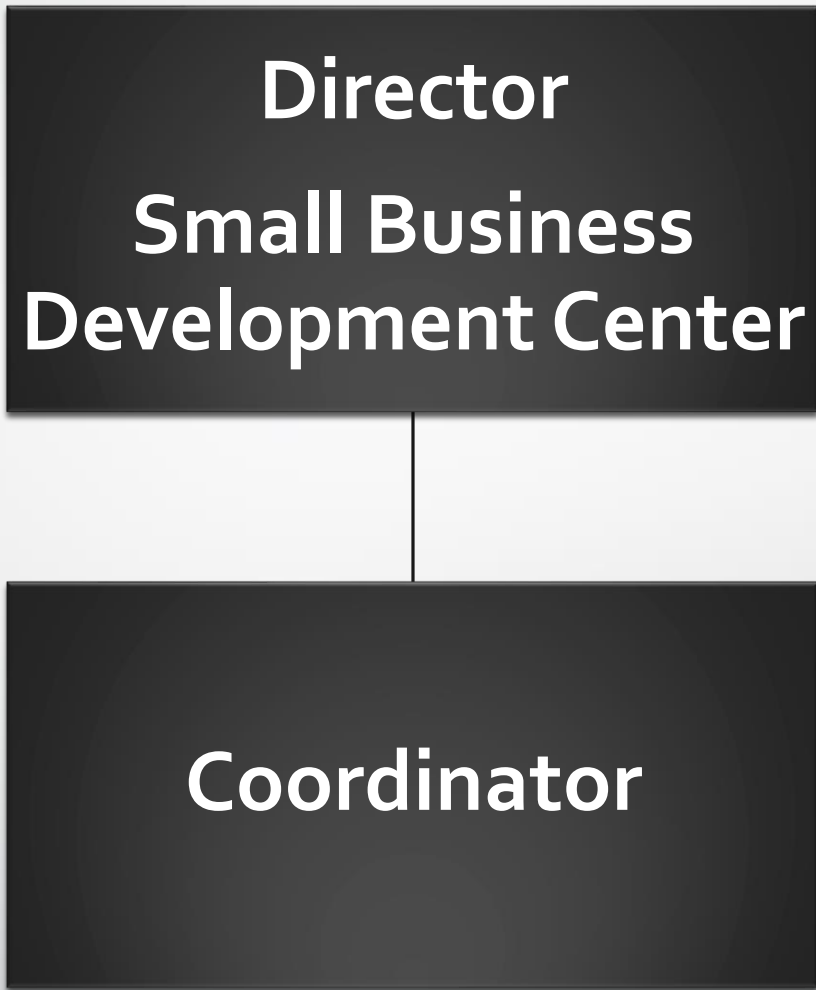 Director
Small Business
Development Center
Coordinator